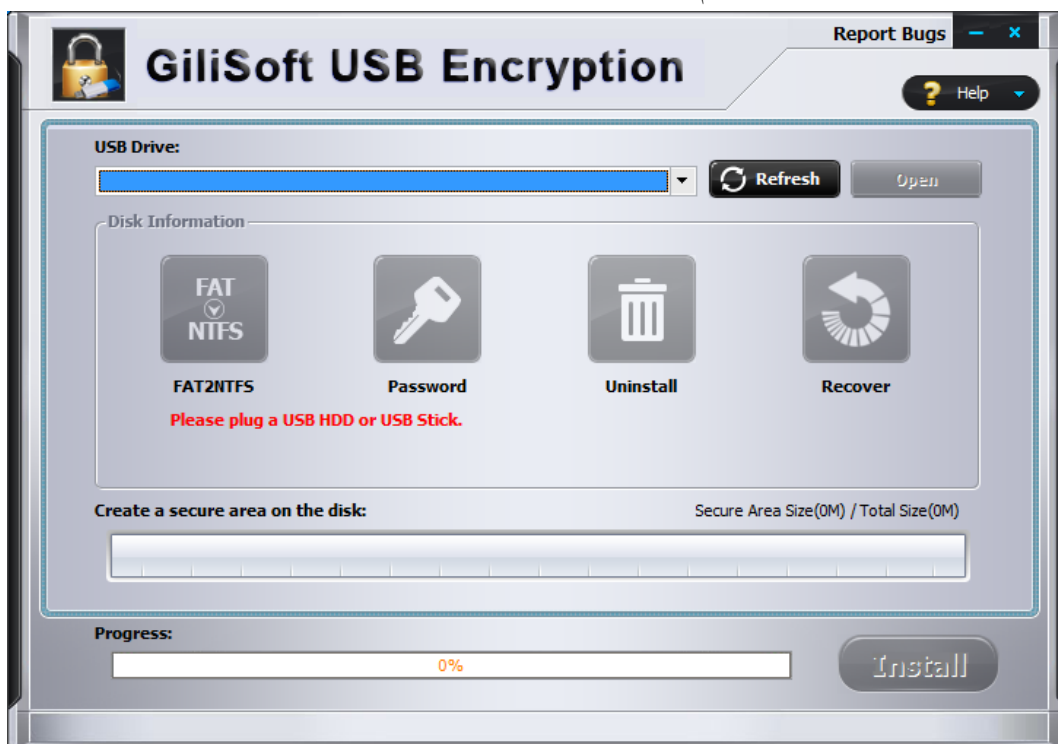 Report Bugs
GiliSoft USB Encryption
Help
USB Drive:
Refresh
Open
Disk Information
FAT
NTFS
FAT2NTFS
Password
Uninstall
Recover
Please plug a USB HDD or USB Stick.
Create a secure area on the disk:
Secure Area Size(0M) / Total Size(0M)
Progress:
0%
Install